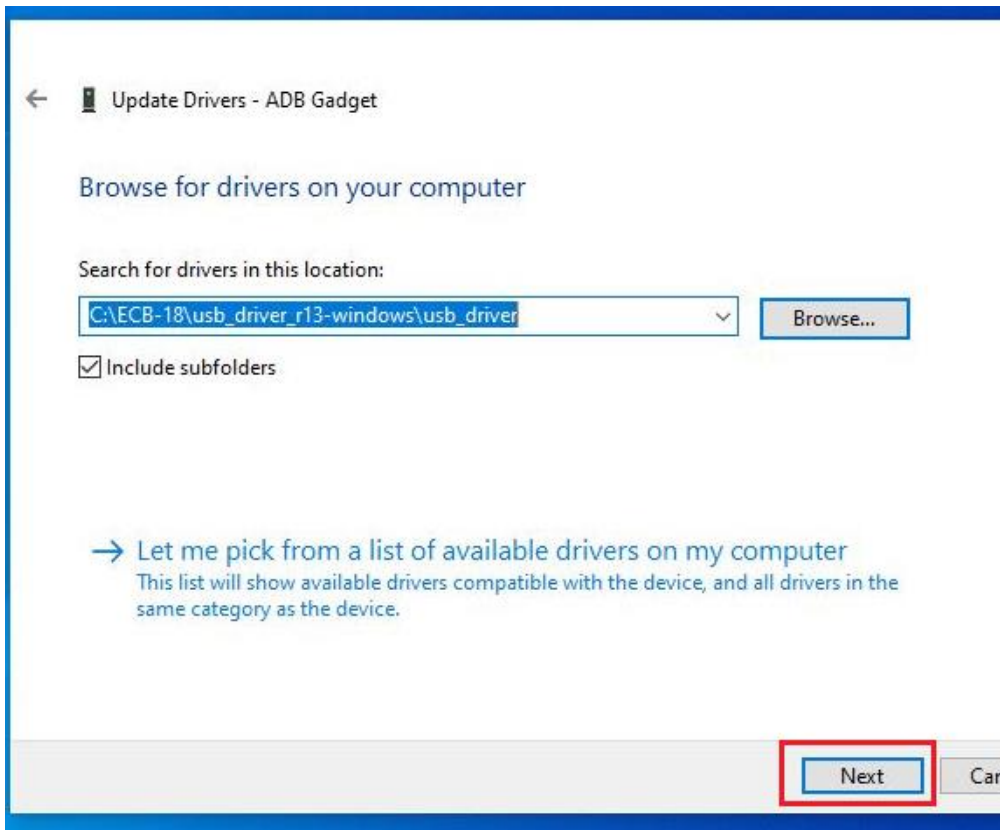 Update Drivers - ADB Gadget
Browse for drivers on your computer
Search for drivers in this location:
C:\ECB-18\usb_driver_r13-windows\usb_driver
Browse...
Include subfolders
Let me pick from a list of available drivers on my computer
This list will show available drivers compatible with the device, and all drivers in the
same category as the device.
Next